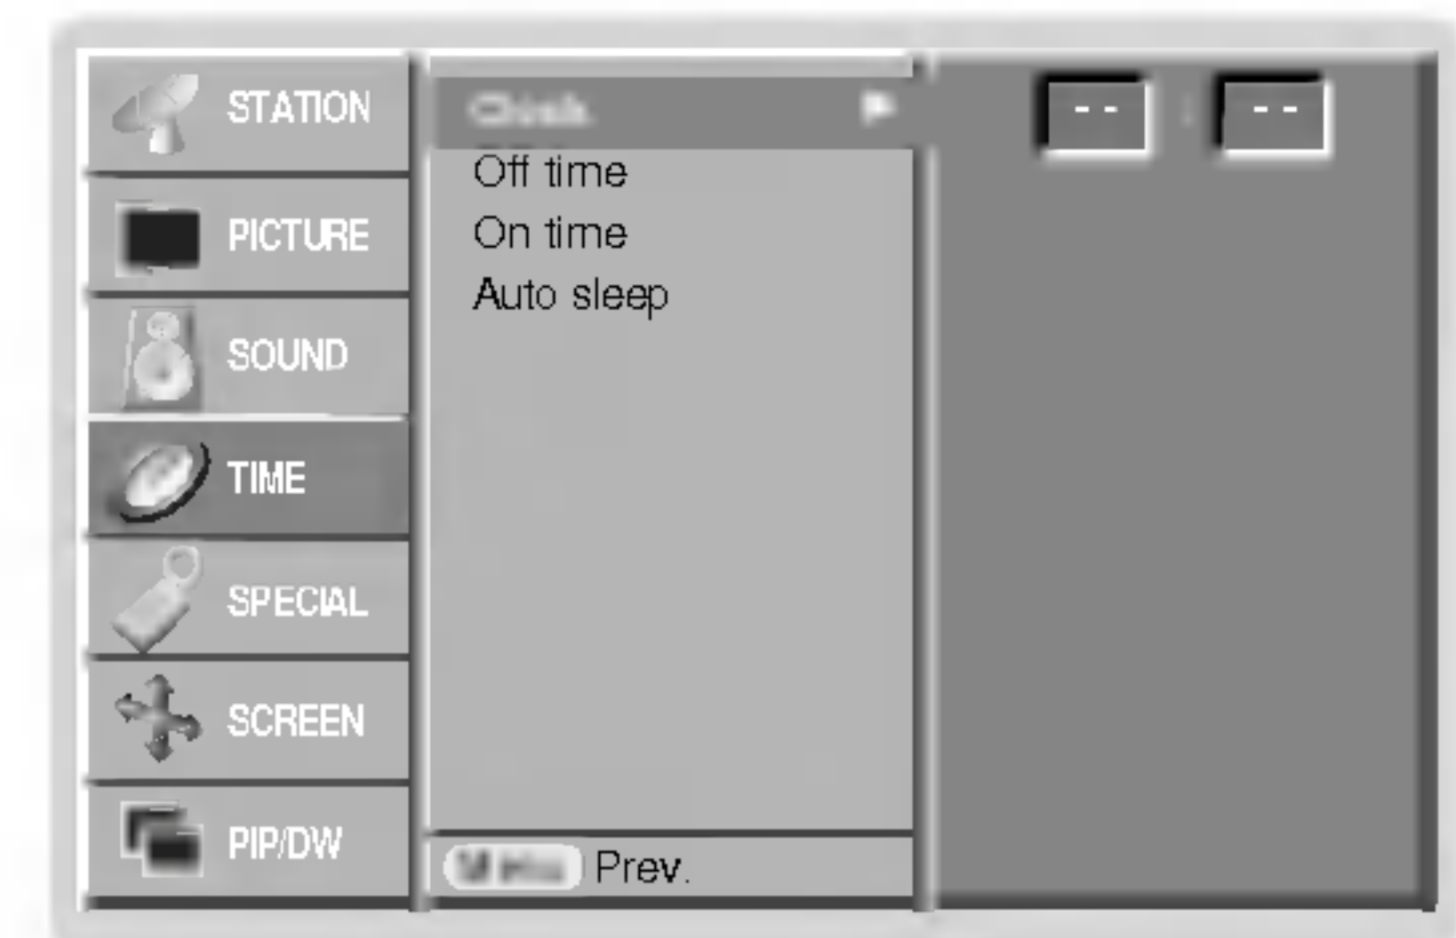 STATION
PICTURE
SOUND
TIME
SPECIAL
SCREEN
PIP/DW
Off time
On time
Auto sleep
Prev.
-- : --